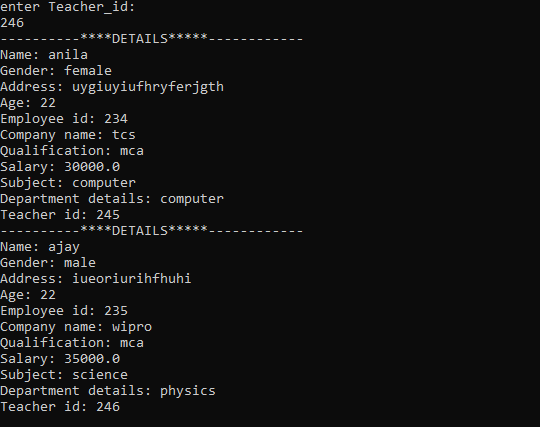 enter Teacher_id:
246
----------****DETAILS*****------------
Name: anila
Gender: female
Address: uygiuyiufhryferjgth
Age: 22
Employee id: 234
Company name: tcs
Qualification: mca
Salary: 30000.0
Subject: computer
Department details: computer
Teacher id: 245
----------****DETAILS*****------------
Name: ajay
Gender: male
Address: iueoriurihfhuhi
Age: 22
Employee id: 235
Company name: wipro
Qualification: mca
Salary: 35000.0
Subject: science
Department details: physics
Teacher id: 246